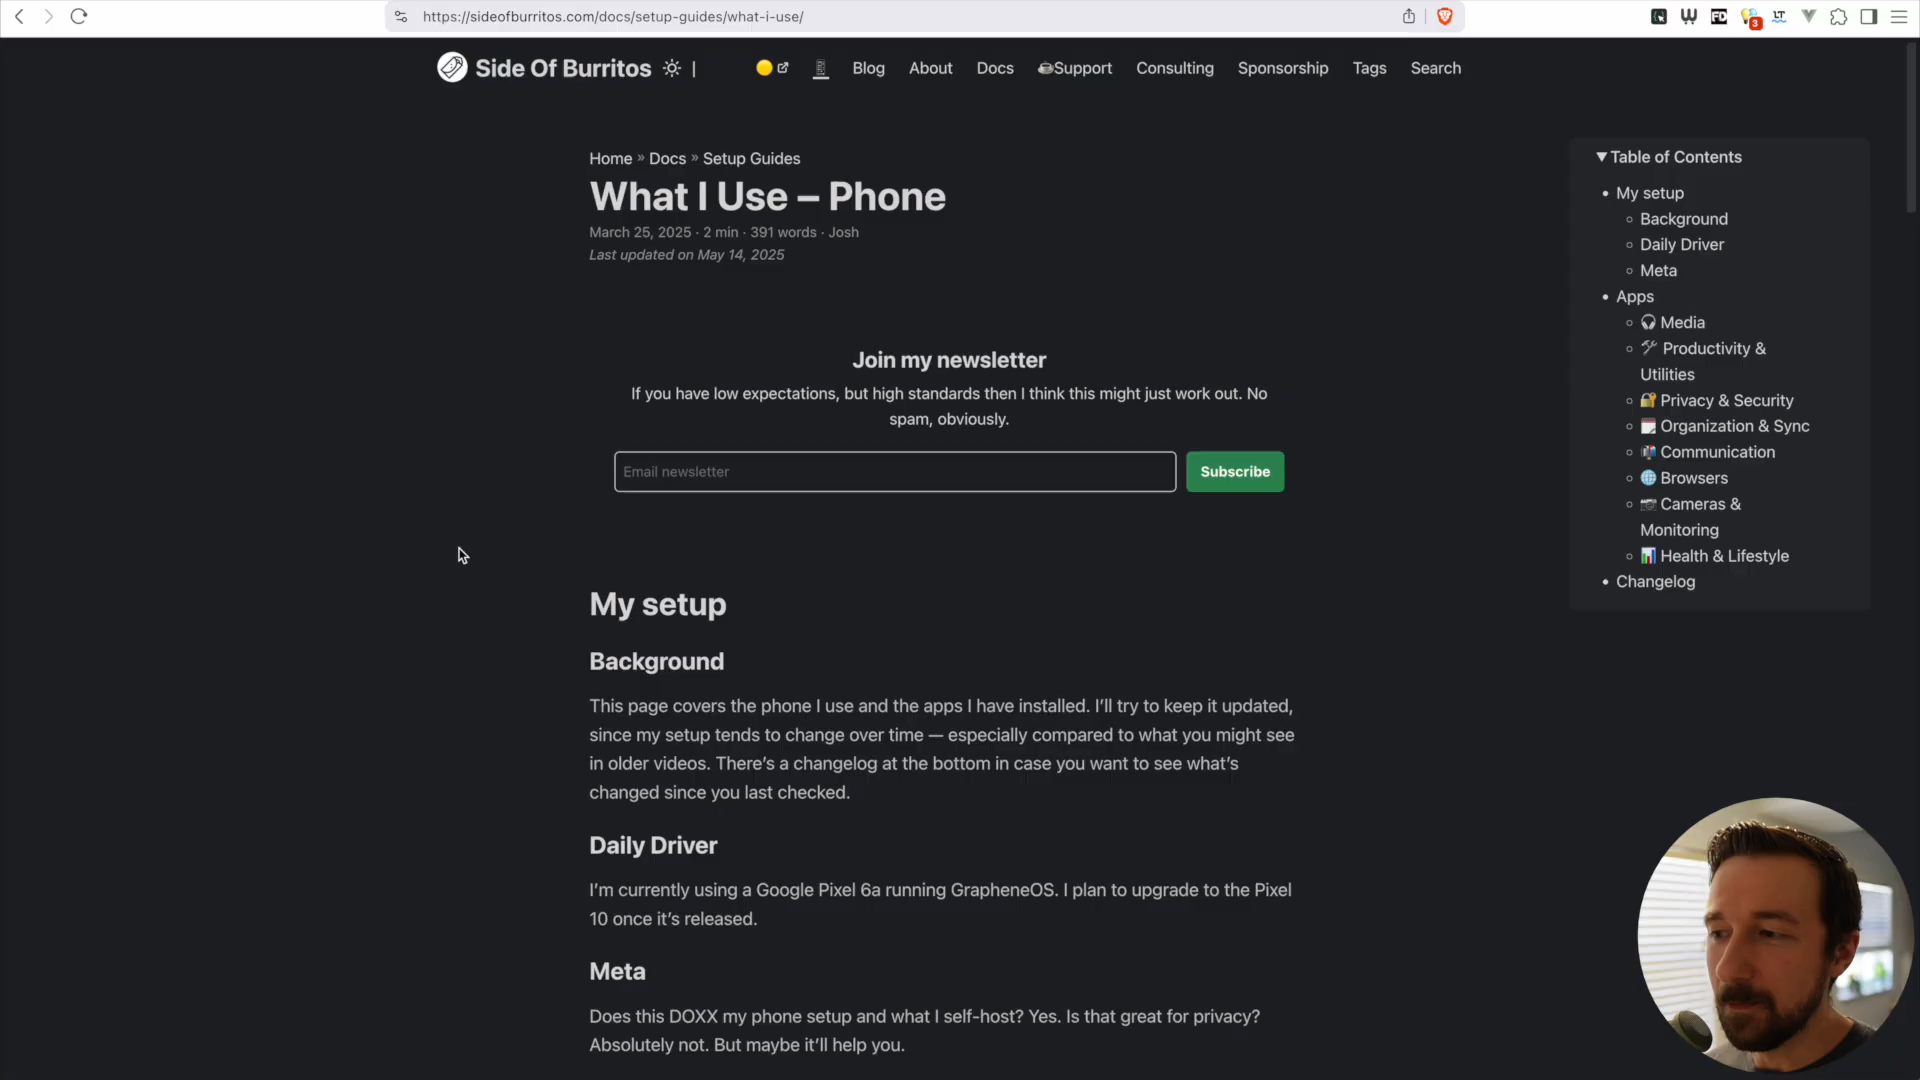 https://sideofburritos.com/docs/setup-guides/what-i-use/
FD
3
LT
Side Of Burritos
|
Blog
About
Docs
☕Support
Consulting
Sponsorship
Tags
Search
Home » Docs » Setup Guides
What I Use – Phone
March 25, 2025 · 2 min · 391 words · Josh
Last updated on May 14, 2025
Join my newsletter
If you have low expectations, but high standards then I think this might just work out. No
spam, obviously.
Email newsletter
Subscribe
My setup
Background
This page covers the phone I use and the apps I have installed. I’ll try to keep it updated,
since my setup tends to change over time — especially compared to what you might see
in older videos. There’s a changelog at the bottom in case you want to see what’s
changed since you last checked.
Daily Driver
I’m currently using a Google Pixel 6a running GrapheneOS. I plan to upgrade to the Pixel
10 once it’s released.
Meta
Does this DOXX my phone setup and what I self-host? Yes. Is that great for privacy?
Absolutely not. But maybe it’ll help you.
▼Table of Contents
• My setup
◦ Background
◦ Daily Driver
◦ Meta
• Apps
◦ 🎧 Media
◦ 🛠 Productivity &
Utilities
◦ 🔐 Privacy & Security
◦ 🗓 Organization & Sync
◦ 📬 Communication
◦ 🌐 Browsers
◦ 📷 Cameras &
Monitoring
◦ 📊 Health & Lifestyle
• Changelog